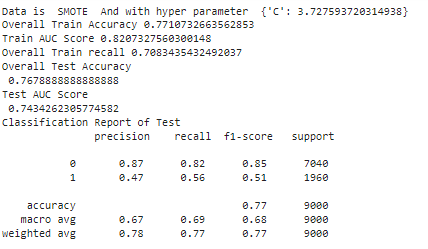 Data is  SMOTE  And with hyper parameter  {'C': 3.727593720314938}
Overall Train Accuracy 0.7710732663562853
Train AUC Score 0.8207327560300148
Overall Train recall 0.7083435432492037
Overall Test Accuracy
 0.7678888888888888
Test AUC Score
 0.7434262305774582
Classification Report of Test
              precision    recall  f1-score   support

           0       0.87      0.82      0.85      7040
           1       0.47      0.56      0.51      1960

    accuracy                           0.77      9000
   macro avg       0.67      0.69      0.68      9000
weighted avg       0.78      0.77      0.77      9000